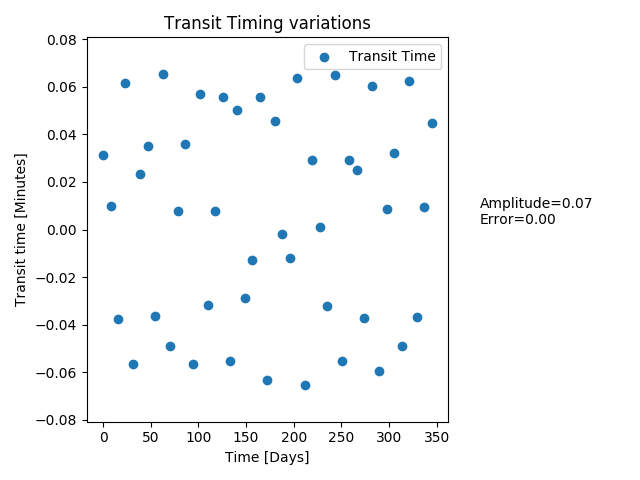 Transit Timing variations
0.08
0.06
0.04
0.02
0.00
−0.02
−0.04
−0.06
−0.08
Transit time [Minutes]
Transit Time
0 50 100 150 200 250 300 350
Time [Days]
Amplitude=0.07
Error=0.00